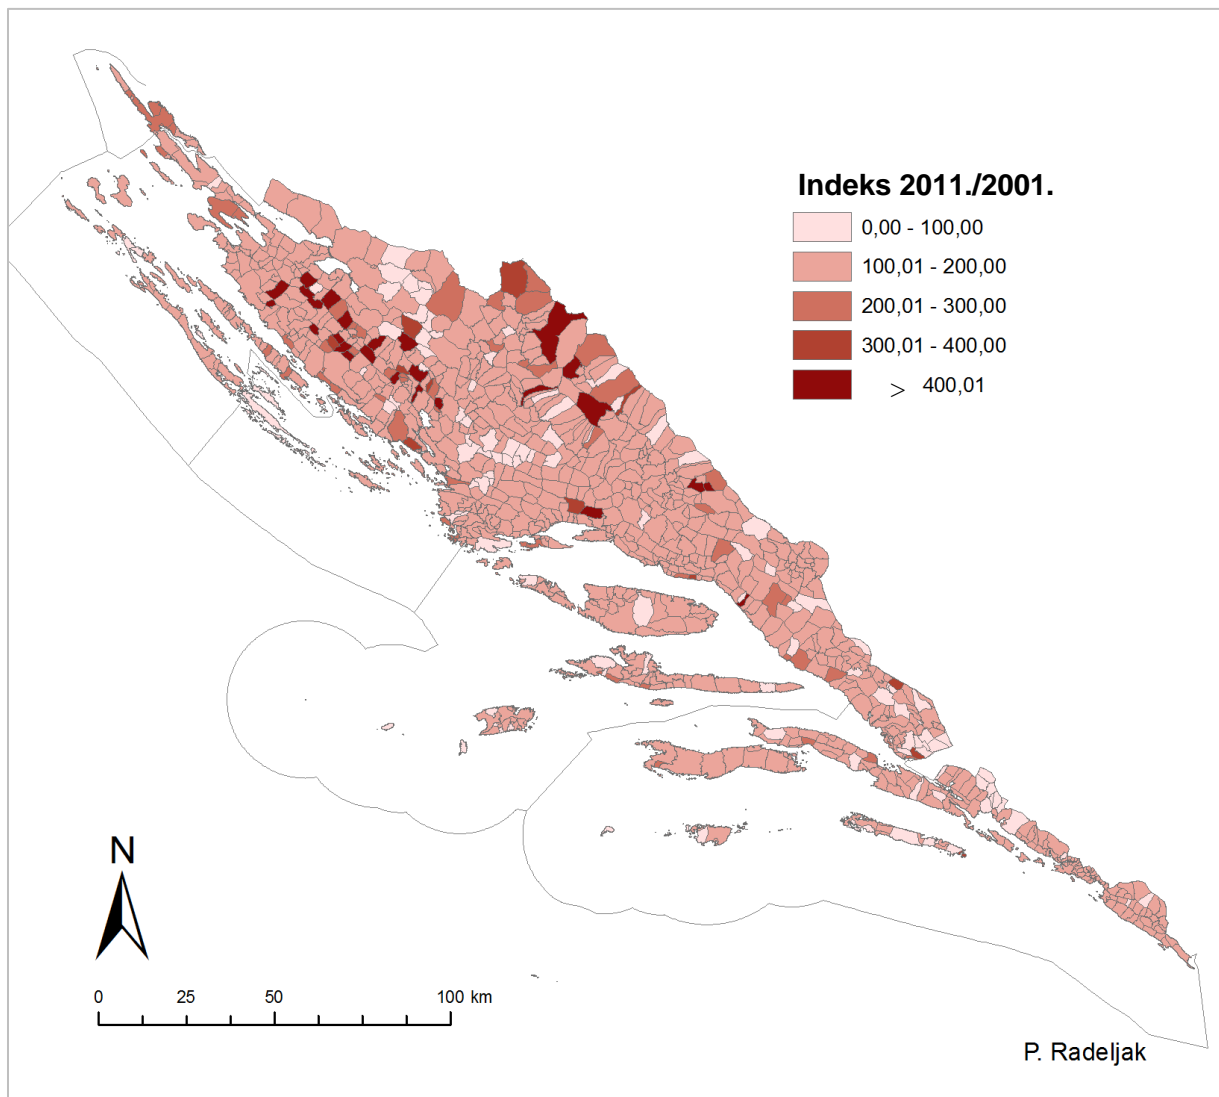 Indeks 2011./2001.
0,00 - 100,00
100,01 - 200,00
200,01 - 300,00
300,01 - 400,00
> 400,01
N
0 25 50 100 km
P. Radeljak